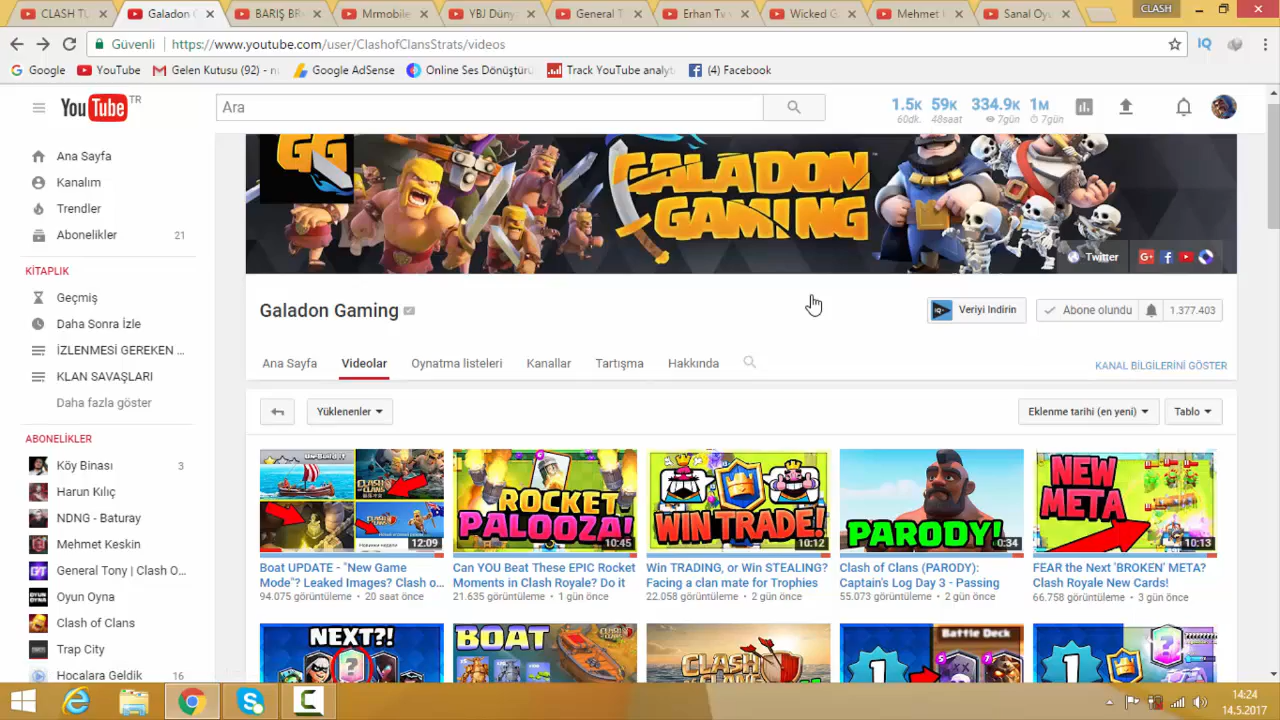 CLASH TU
Galadon G
BARIŞ BR
Mrmobile
YBJ Düny
General T
Erhan Tv
Wicked G
Mehmet
Sanal Oy
CLASH
Güvenli
https://www.youtube.com/user/ClashofClansStrats/videos
Google
YouTube
Gelen Kutusu (92) - n
Google AdSense
Online Ses Dönüştürü
Track YouTube analyt
(4) Facebook
YouTube TR
Ara
1.5K 59K 334.9K 1M
60dk. 48saat 7gün 7gün
Ana Sayfa
Kanalım
Trendler
Abonelikler 21
KİTAPLIK
Geçmiş
Daha Sonra İzle
İZLENMESİ GEREKEN ...
KLAN SAVAŞLARI
Daha fazla göster
ABONELİKLER
Köy Binası 3
Harun Kılıç
NDNG - Baturay
Mehmet Keskin
General Tony | Clash O...
Oyun Oyna
Clash of Clans
Trap City
Hocalara Geldik
GG
GALADON
GAMING
Twitter
Galadon Gaming
Veriyi Indirin
Abone olundu
1.377.403
Ana Sayfa
Videolar
Oynatma listeleri
Kanallar
Tartışma
Hakkında
KANAL BİLGİLERİNİ GÖSTER
Yüklenenler
Eklenme tarihi (en yeni)
Tablo
12:09
Boat UPDATE - "New Game
Mode"? Leaked Images? Clash o...
94.075 görüntüleme • 20 saat önce
ROCKET
PALOOZA!
10:45
Can YOU Beat These EPIC Rocket
Moments in Clash Royale? Do it
21.635 görüntüleme • 1 gün önce
WIN TRADE!
10:12
Win TRADING, or Win STEALING?
Facing a clan mate for Trophies
22.058 görüntüleme • 2 gün önce
PARODY!
0:34
Clash of Clans (PARODY):
Captain's Log Day 3 - Passing
55.073 görüntüleme • 2 gün önce
NEW
META
10:13
FEAR the Next 'BROKEN' META?
Clash Royale New Cards!
66.758 görüntüleme • 3 gün önce
NEXT?!
BOAT
CLASH
Battle Deck
1
1
14:24
14.5.2017